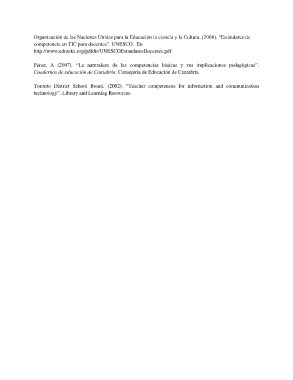 Organización de las Naciones Unidas para la Educación la ciencia y la Cultura. (2008). "Estándares de
competencia en TIC para docentes". UNESCO. En
http://www.eduteka.org/pdfdir/UNESCOEstandaresDocentes.pdf
Pérez, A (2007). "La naturaleza de las competencias básicas y sus implicaciones pedagógicas".
Cuadernos de educación de Cantabria. Consejería de Educación de Cantabria
Toronto District School Board. (2002). "Teacher competences for information and communication
technology". Library and Learning Resources